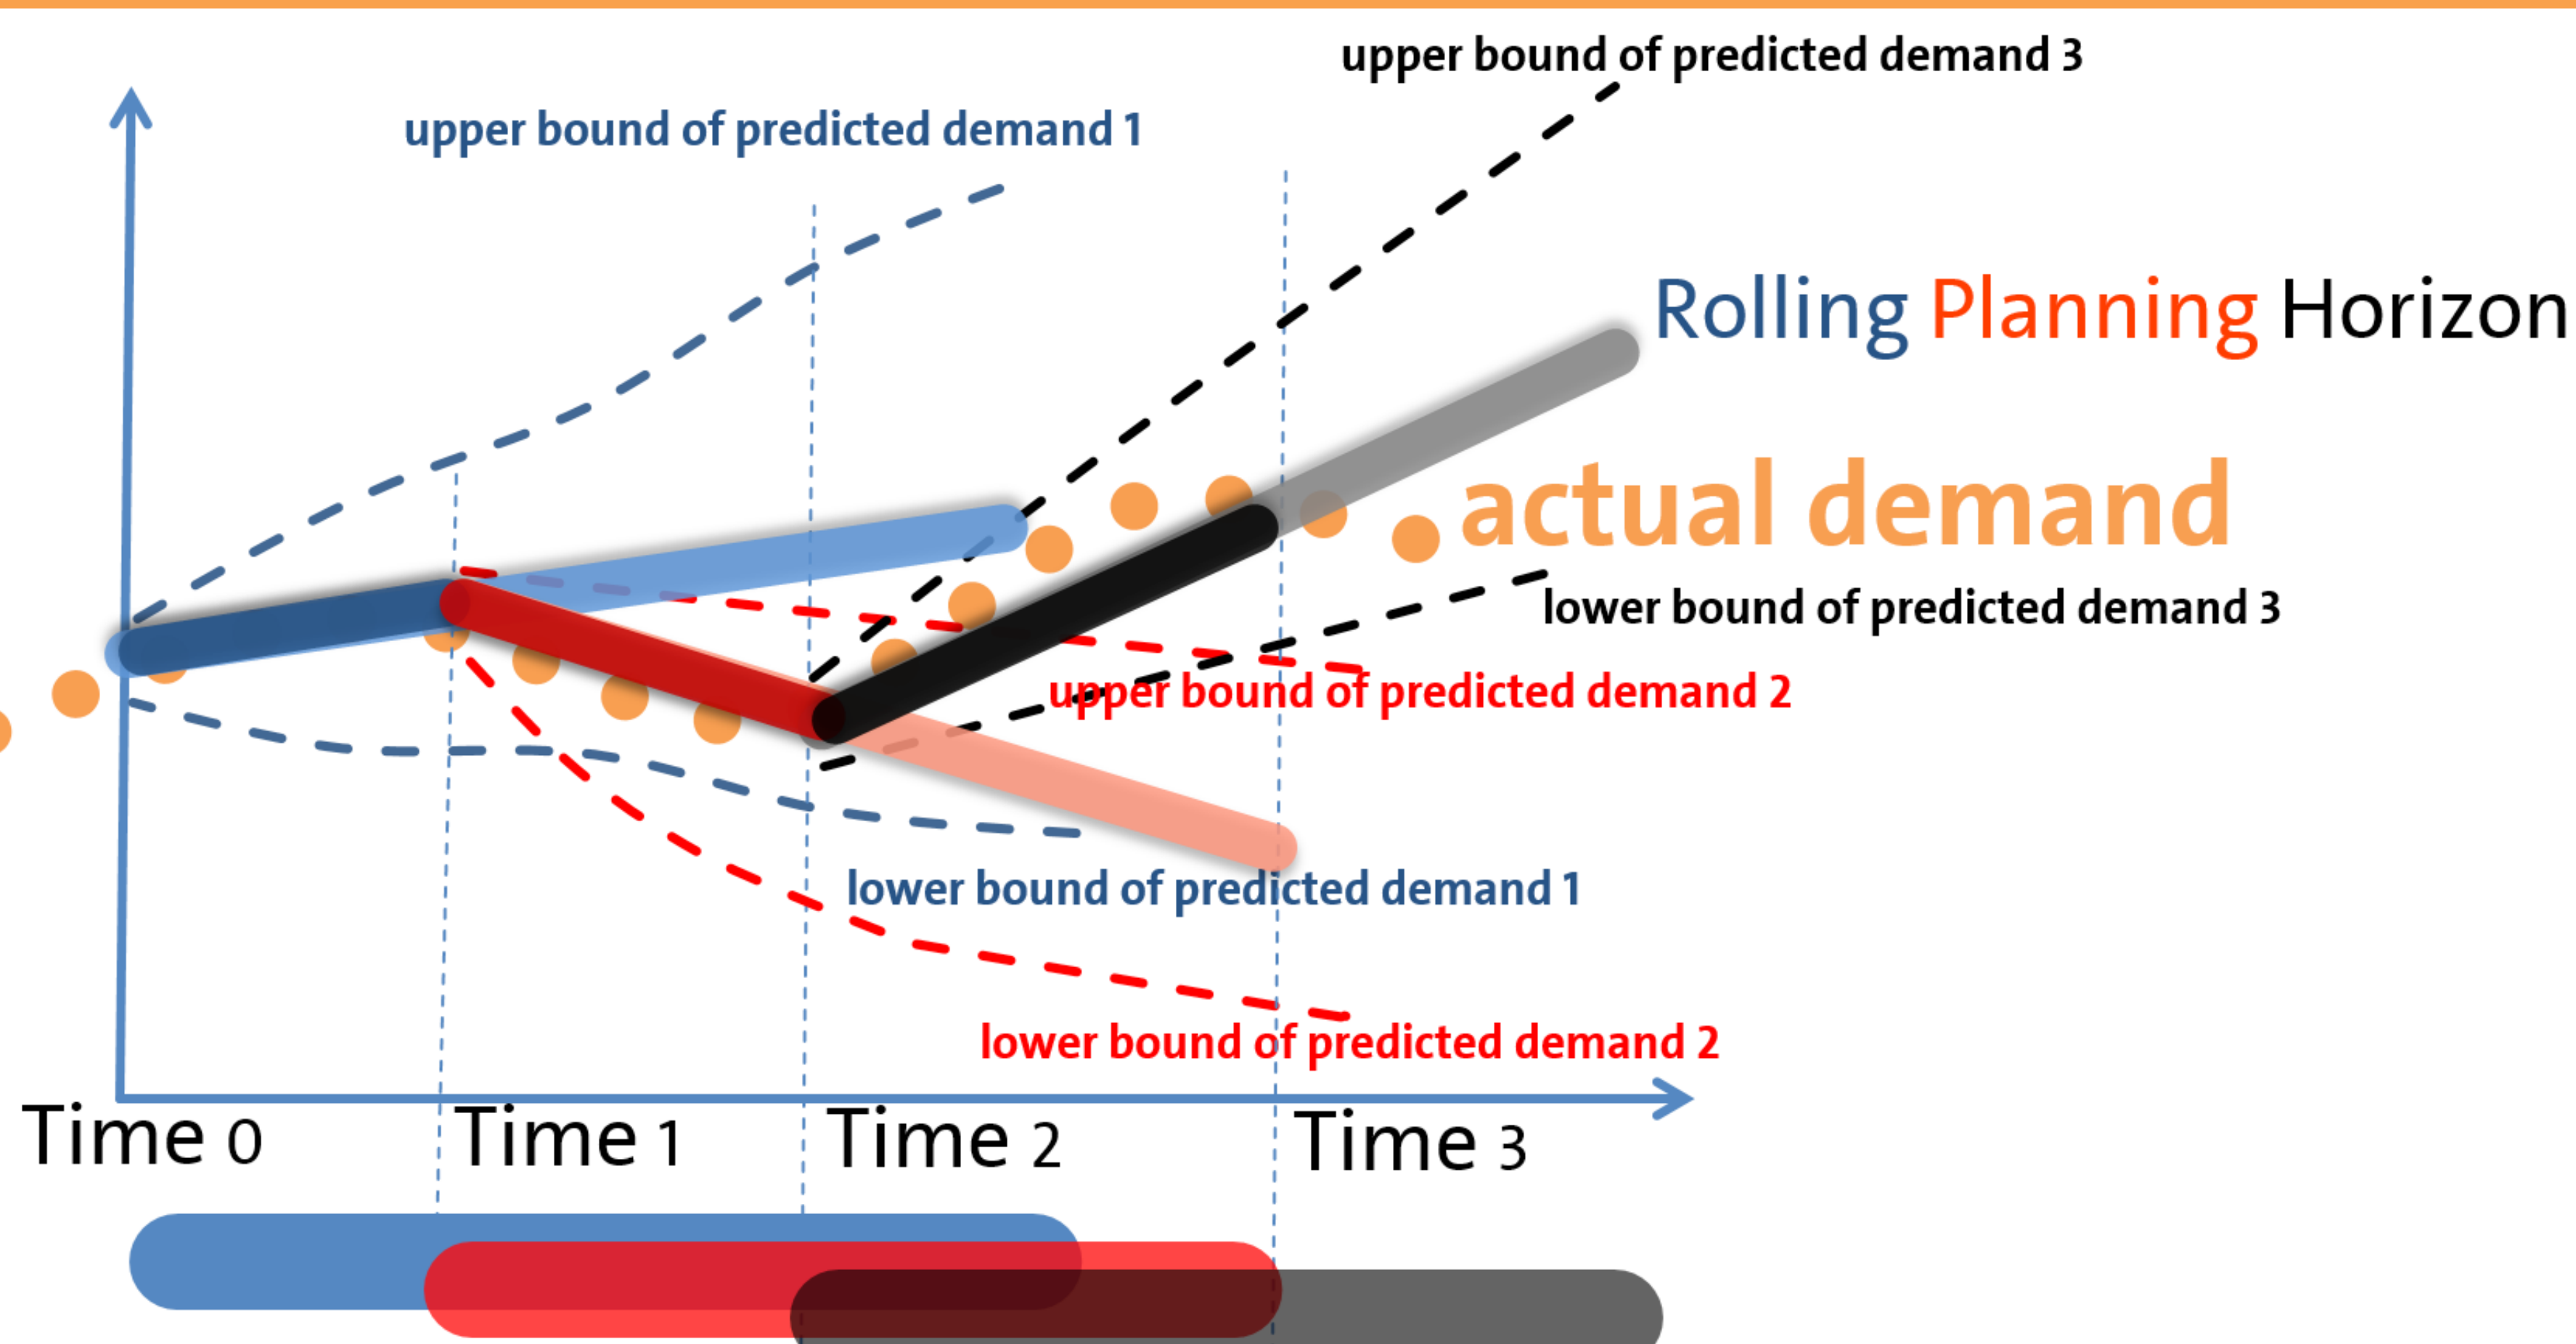 upper bound of predicted demand 3
upper bound of predicted demand 1
Rolling Planning Horizon
actual demand
lower bound of predicted demand 3
upper bound of predicted demand 2
lower bound of predicted demand 1
lower bound of predicted demand 2
Time 0
Time 1
Time 2
Time 3